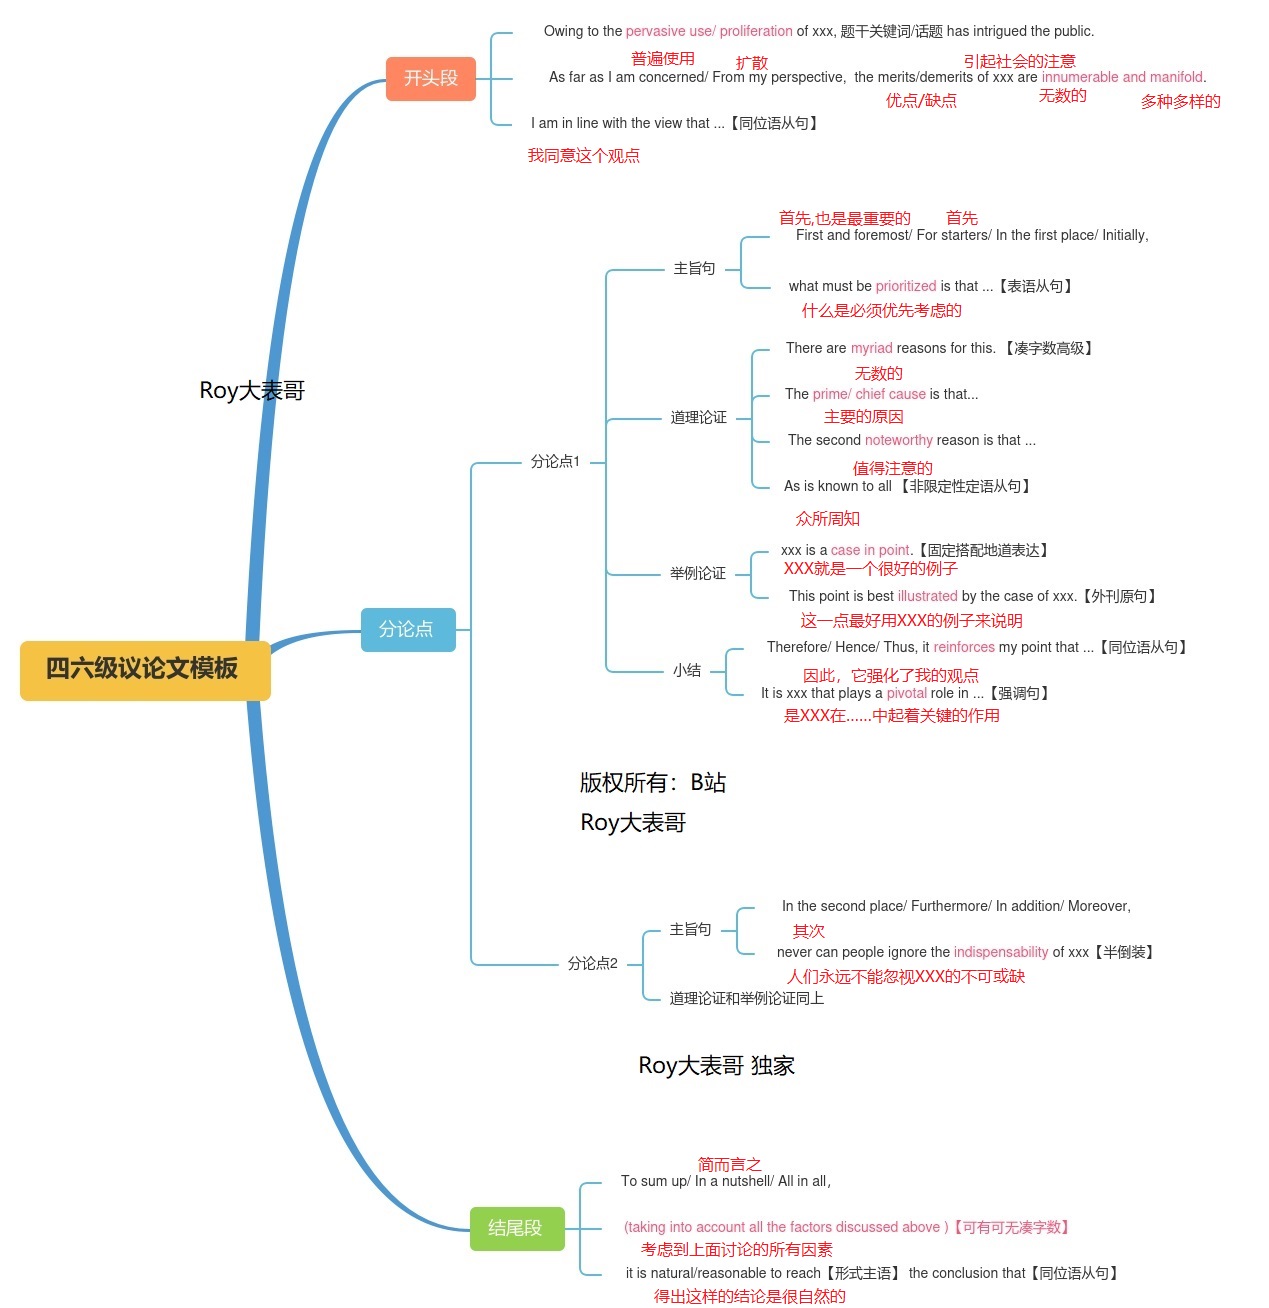 Owing to the pervasive use/ proliferation of xxx, 题干关键词/话题 has intrigued the public.
普遍使用
扩散
引起社会的注意
开头段
As far as I am concerned/ From my perspective, the merits/demerits of xxx are innumerable and manifold.
优点/缺点
无数的
多种多样的
I am in line with the view that ...【同位语从句】
我同意这个观点
首先,也是最重要的
首先
First and foremost/ For starters/ In the first place/ Initially,
主旨句
what must be prioritized is that ...【表语从句】
什么是必须优先考虑的
There are myriad reasons for this. 【凑字数高级】
无数的
Roy大表哥
The prime/ chief cause is that...
主要的原因
道理论证
The second noteworthy reason is that ...
分论点1
值得注意的
As is known to all 【非限定性定语从句】
众所周知
xxx is a case in point.【固定搭配地道表达】
XXX就是一个很好的例子
举例论证
This point is best illustrated by the case of xxx.【外刊原句】
这一点最好用XXX的例子来说明
分论点
Therefore/ Hence/ Thus, it reinforces my point that ...【同位语从句】
四六级议论文模板
小结
因此，它强化了我的观点
It is xxx that plays a pivotal role in ...【强调句】
是XXX在......中起着关键的作用
版权所有：B站
Roy大表哥
In the second place/ Furthermore/ In addition/ Moreover,
主旨句
其次
never can people ignore the indispensability of xxx【半倒装】
分论点2
人们永远不能忽视XXX的不可或缺
道理论证和举例论证同上
Roy大表哥 独家
简而言之
To sum up/ In a nutshell/ All in all,
结尾段
(taking into account all the factors discussed above )【可有可无凑字数】
考虑到上面讨论的所有因素
it is natural/reasonable to reach【形式主语】 the conclusion that【同位语从句】
得出这样的结论是很自然的